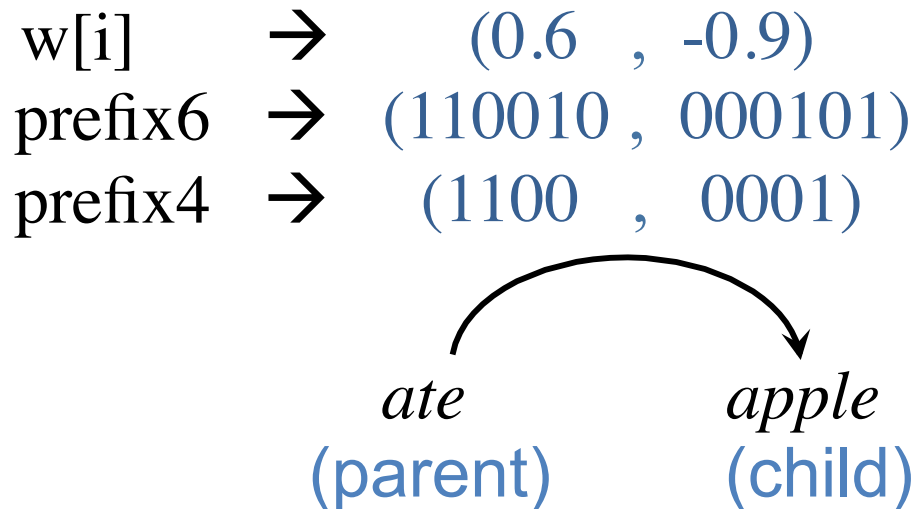 w[i] → (0.6 , -0.9)
prefix6 → (110010 , 000101)
prefix4 → (1100 , 0001)
ate apple
(parent) (child)